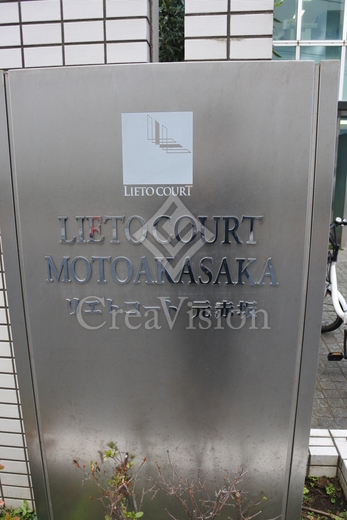 LIETO COURT
LIETO COURT
MOTOAKASAKA
リエトコート 元赤坂
CreaVision